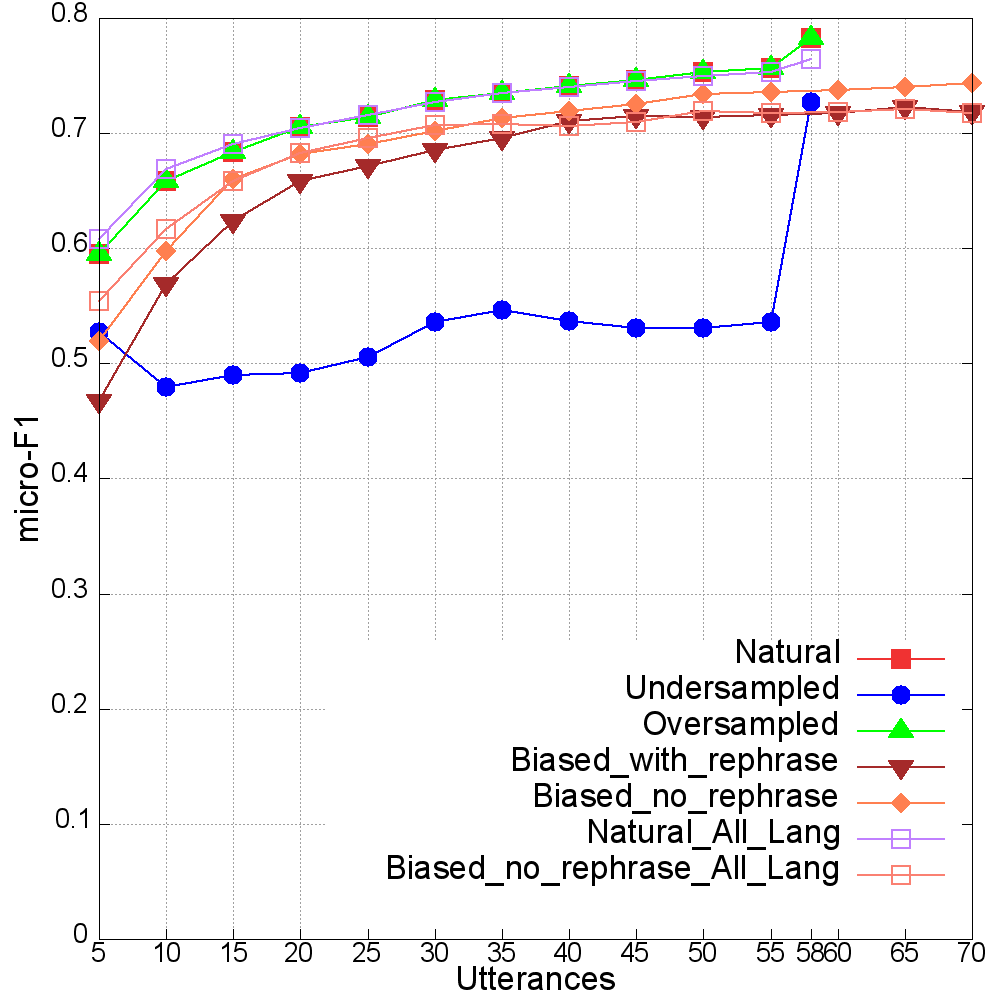 0.8
0.7
0.6
0.5
0.4
0.3
0.2
0.1
0
micro-F1
Natural
Undersampled
Oversampled
Biased_with_rephrase
Biased_no_rephrase
Natural_All_Lang
Biased_no_rephrase_All_Lang
5 10 15 20 25 30 35 40 45 50 55 58 60 65 70
Utterances